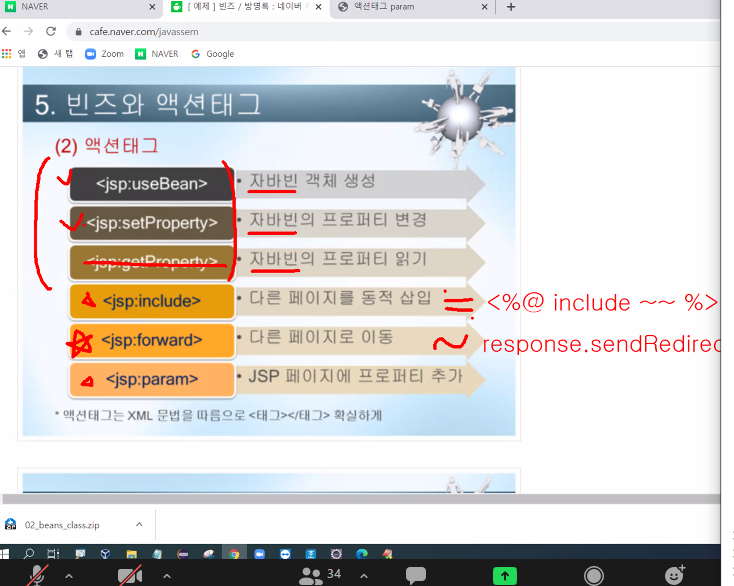 NAVER
[ 예제 ] 빈즈 / 방명록 : 네이버
액션태그 param
cafe.naver.com/javassem
앱
새 탭
Zoom
NAVER
Google
5. 빈즈와 액션태그
(2) 액션태그
<jsp:useBean>
• 자바빈 객체 생성
<jsp:setProperty>
• 자바빈의 프로퍼티 변경
<jsp:getProperty>
• 자바빈의 프로퍼티 읽기
<jsp:include>
• 다른 페이지를 동적 삽입
<%@ include ~~ %>
<jsp:forward>
• 다른 페이지로 이동
~ response.sendRedirec
<jsp:param>
• JSP 페이지에 프로퍼티 추가
* 액션태그는 XML 문법을 따름으로 <태그></태그> 확실하게
02_beans_class.zip
34